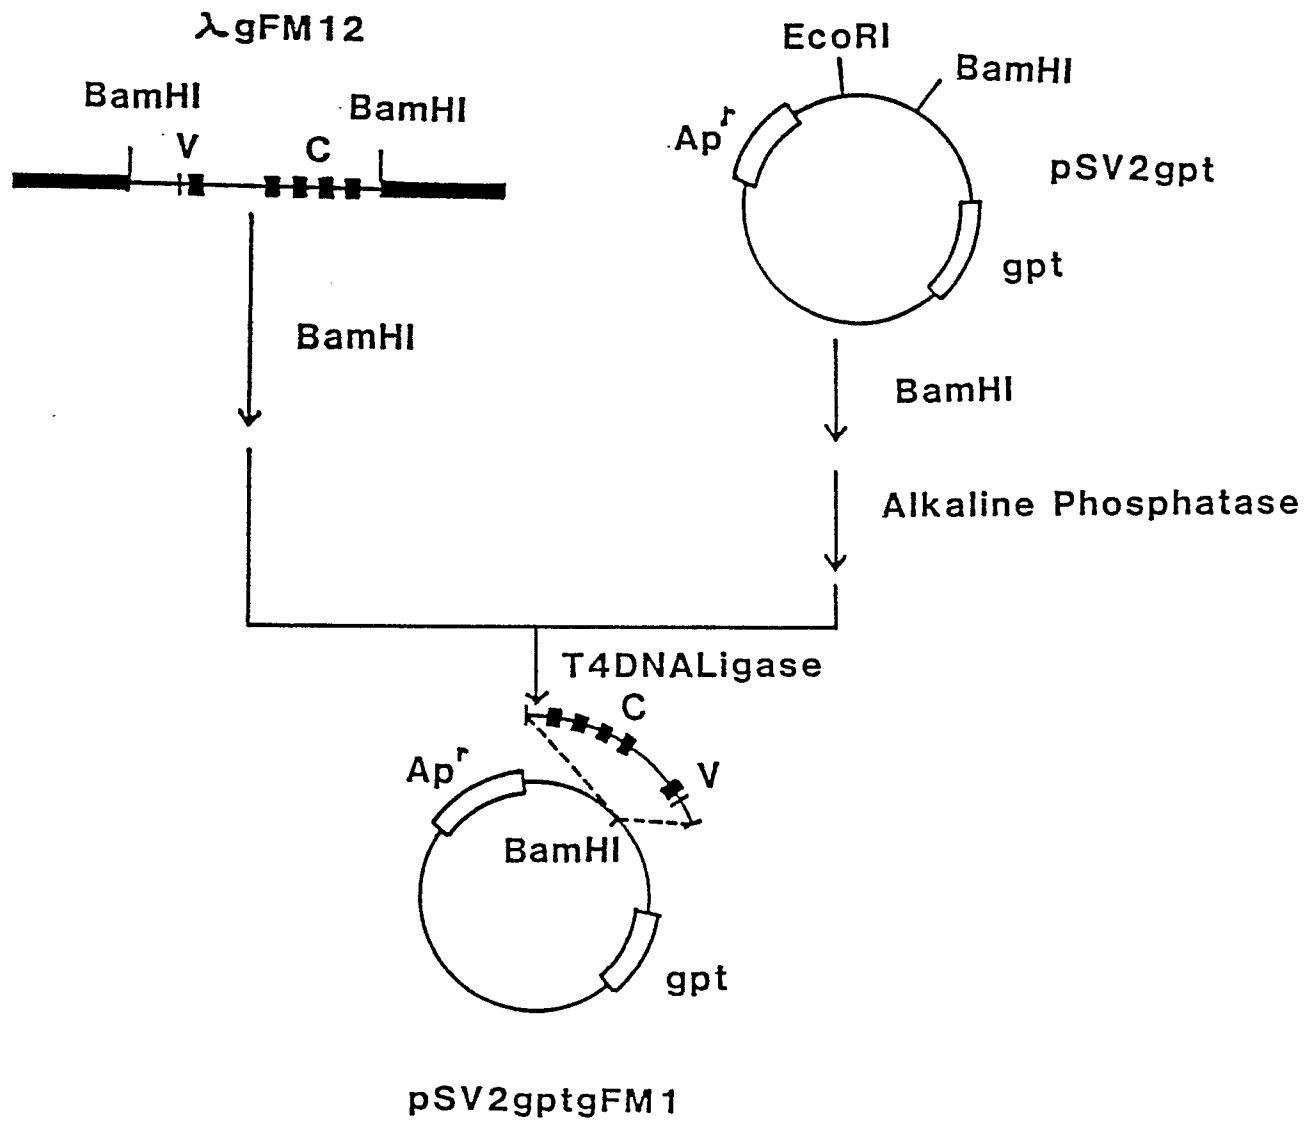 λgFM12
EcoRI
BamHI
BamHI
BamHI
V
C
Apr
pSV2gpt
gpt
BamHI
BamHI
Alkaline Phosphatase
T4DNALigase
C
V
Apr
BamHI
gpt
pSV2gptgFM1